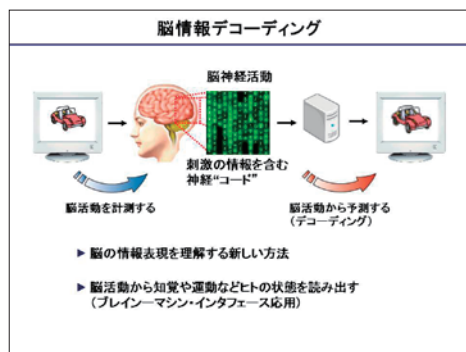 脳情報デコーディング
脳神経活動
刺激の情報を含む
神経“コード”
脳活動を計測する
脳活動から予測する
(デコーディング)
▶ 脳の情報表現を理解する新しい方法
▶ 脳活動から知覚や運動などヒトの状態を読み出す
(ブレイン―マシン・インタフェース応用)